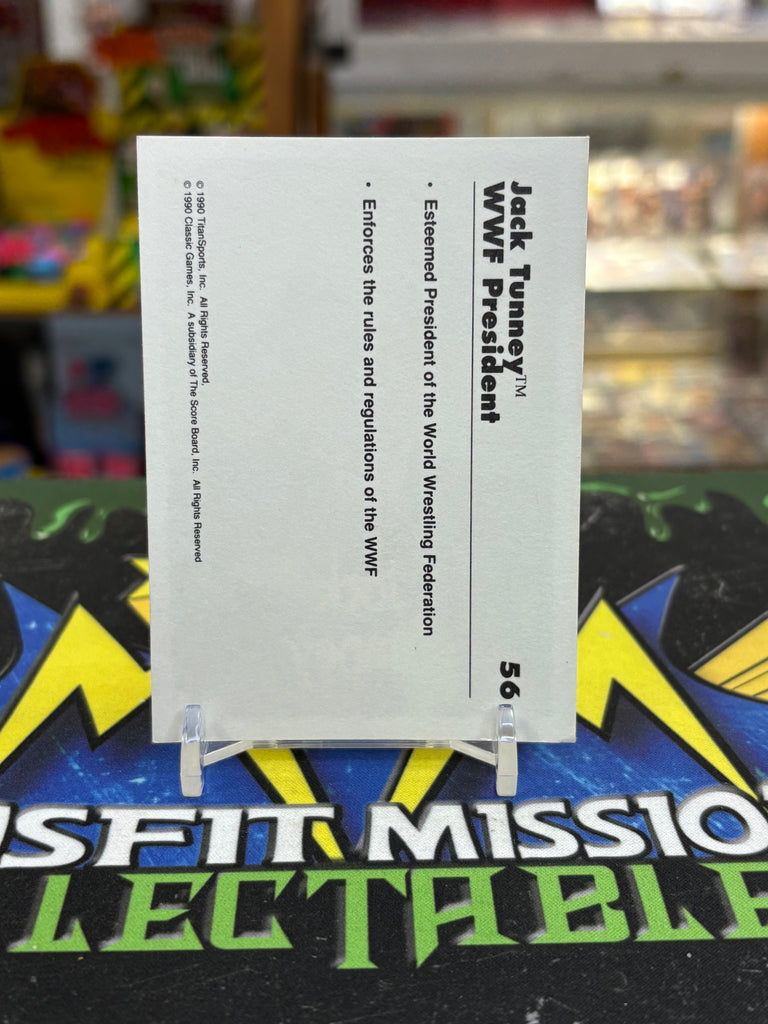 Jack Tunney™
WWF President 56
• Esteemed President of the World Wrestling Federation
• Enforces the rules and regulations of the WWF
© 1990 TitanSports, Inc. All Rights Reserved,
© 1990 Classic Games, Inc. A subsidiary of The Score Board, Inc. All Rights Reserved
ISFIT MISSIO
LECTABLE